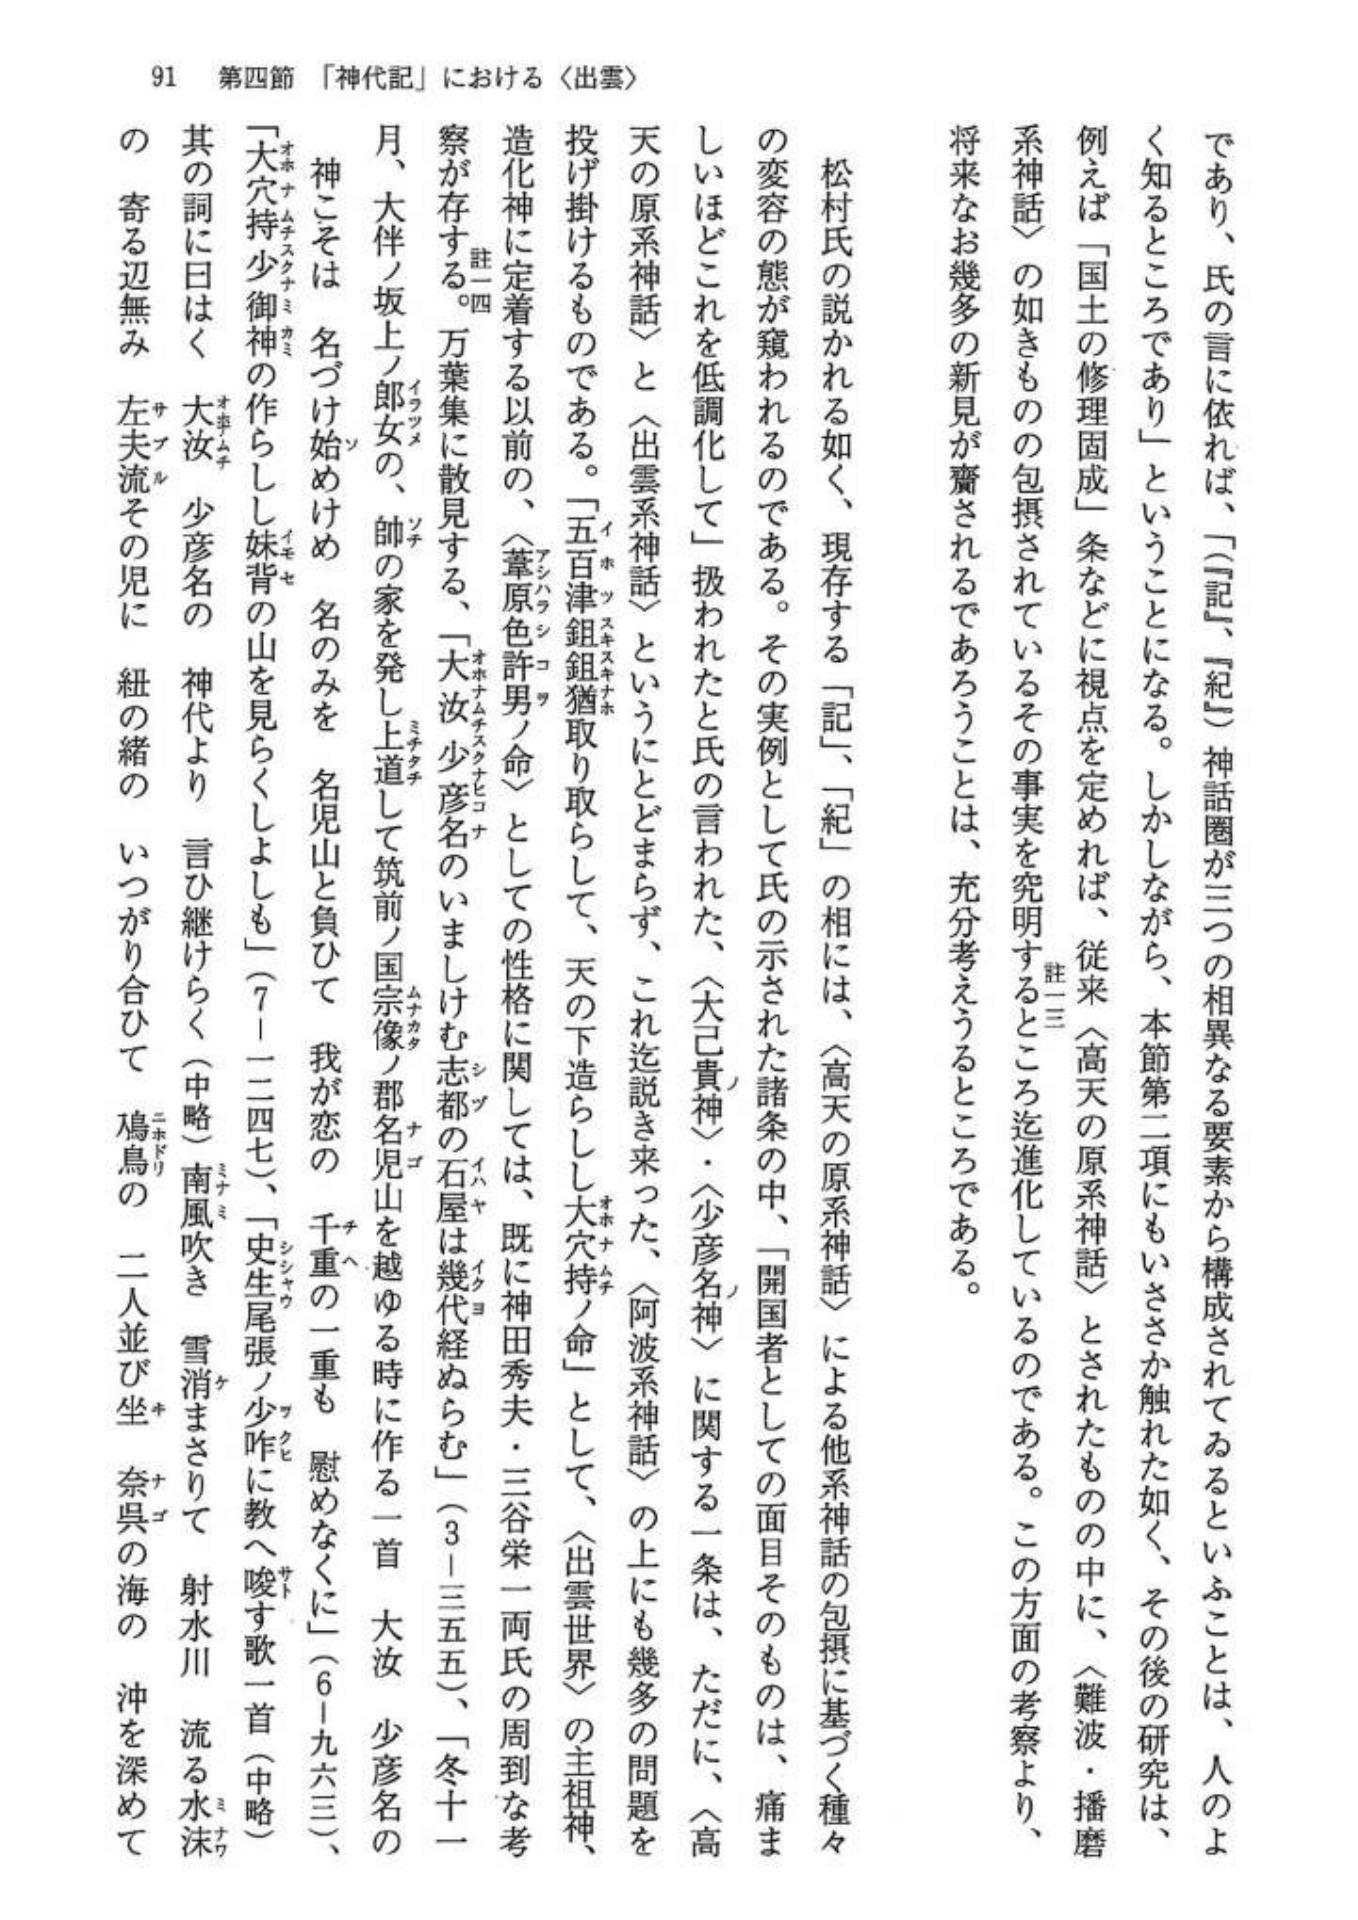 91　第四節　「神代記」における〈出雲〉
であり、氏の言に依れば、「（『記』、『紀』）神話圏が三つの相異なる要素から構成されてゐるといふことは、人のよ
く知るところであり」ということになる。しかしながら、本節第二項にもいささか触れた如く、その後の研究は、
例えば「国土の修理固成」条などに視点を定めれば、従来〈高天の原系神話〉とされたものの中に、〈難波・播磨
系神話〉の如きものの包摂されているその事実を究明するところ迄進化しているのである。註一三この方面の考察より、
将来なお幾多の新見が齎されるであろうことは、充分考えうるところである。
松村氏の説かれる如く、現存する「記」、「紀」の相には、〈高天の原系神話〉による他系神話の包摂に基づく種々
の変容の態が窺われるのである。その実例として氏の示された諸条の中、「開国者としての面目そのものは、痛ま
しいほどこれを低調化して」扱われたと氏の言われた、〈大己貴ノ神〉・〈少彦名ノ神〉に関する一条は、ただに、〈高
天の原系神話〉と〈出雲系神話〉というにとどまらず、これ迄説き来った、〈阿波系神話〉の上にも幾多の問題を
投げ掛けるものである。「五百津鉏鉏猶取り取らして、天の下造らしし大穴持ノ命」として、〈出雲世界〉の主祖神、
造化神に定着する以前の、〈葦原色許男ノ命〉としての性格に関しては、既に神田秀夫・三谷栄一両氏の周到な考
察が存する。註一四万葉集に散見する、「大汝少彦名のいましけむ志都の石屋は幾代経ぬらむ」（3－三五五）、「冬十一
月、大伴ノ坂上ノ郎女の、帥の家を発し上道して筑前ノ国宗像ノ郡名児山を越ゆる時に作る一首　大汝　少彦名の
神こそは　名づけ始めけめ　名のみを　名児山と負ひて　我が恋の　千重の一重も　慰めなくに」（6－九六三）、
「大穴持少御神の作らしし妹背の山を見らくしよしも」（7－一二四七）、「史生尾張ノ少咋に教へ喩す歌一首（中略）
其の詞に曰はく　大汝　少彦名の　神代より　言ひ継けらく（中略）南風吹き　雪消まさりて　射水川　流る水沫
の　寄る辺無み　左夫流その児に　紐の緒の　いつがり合ひて　鳰鳥の　二人並び坐　奈呉の海の　沖を深めて